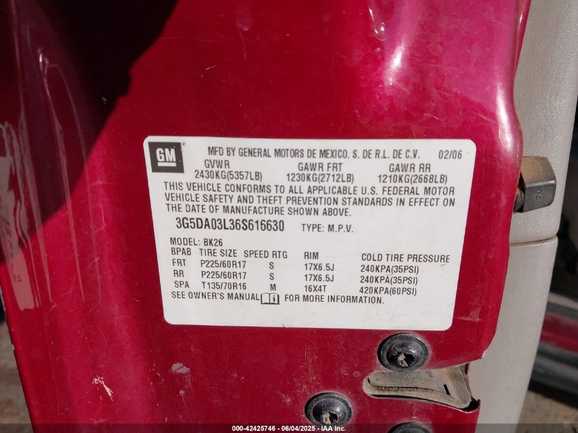 GM
MFD BY GENERAL MOTORS DE MEXICO, S. DE R.L. DE C.V. 02/06
GVWR GAWR FRT GAWR RR
2430KG(5357LB) 1230KG(2712LB) 1210KG(2668LB)
THIS VEHICLE CONFORMS TO ALL APPLICABLE U.S. FEDERAL MOTOR
VEHICLE SAFETY AND THEFT PREVENTION STANDARDS IN EFFECT ON
THE DATE OF MANUFACTURE SHOWN ABOVE.
3G5DA03L36S616630 TYPE: M.P.V.
MODEL: BK26
BPAB TIRE SIZE SPEED RTG RIM COLD TIRE PRESSURE
FRT P225/60R17 S 17X6.5J 240KPA(35PSI)
RR P225/60R17 S 17X6.5J 240KPA(35PSI)
SPA T135/70R16 M 16X4T 420KPA(60PSI)
SEE OWNER'S MANUAL FOR MORE INFORMATION.
000-42425746 - 06/04/2025 - IAA Inc.